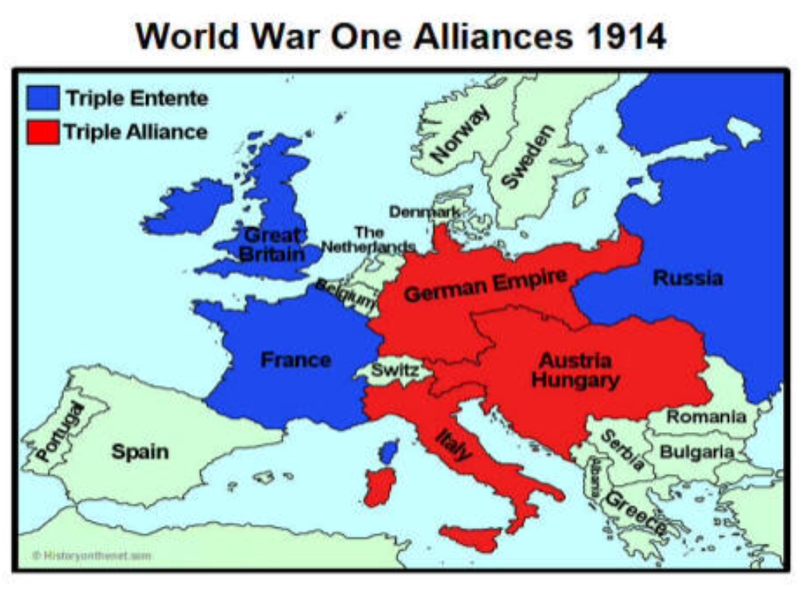 World War One Alliances 1914
Triple Entente
Triple Alliance
Norway
Sweden
Denmark
The
Netherlands
Great
Britain
Belgium
German Empire
Russia
France
Switz
Austria
Hungary
Portugal
Spain
Italy
Romania
Serbia
Bulgaria
Albania
Greece
© Historyonthenet.com